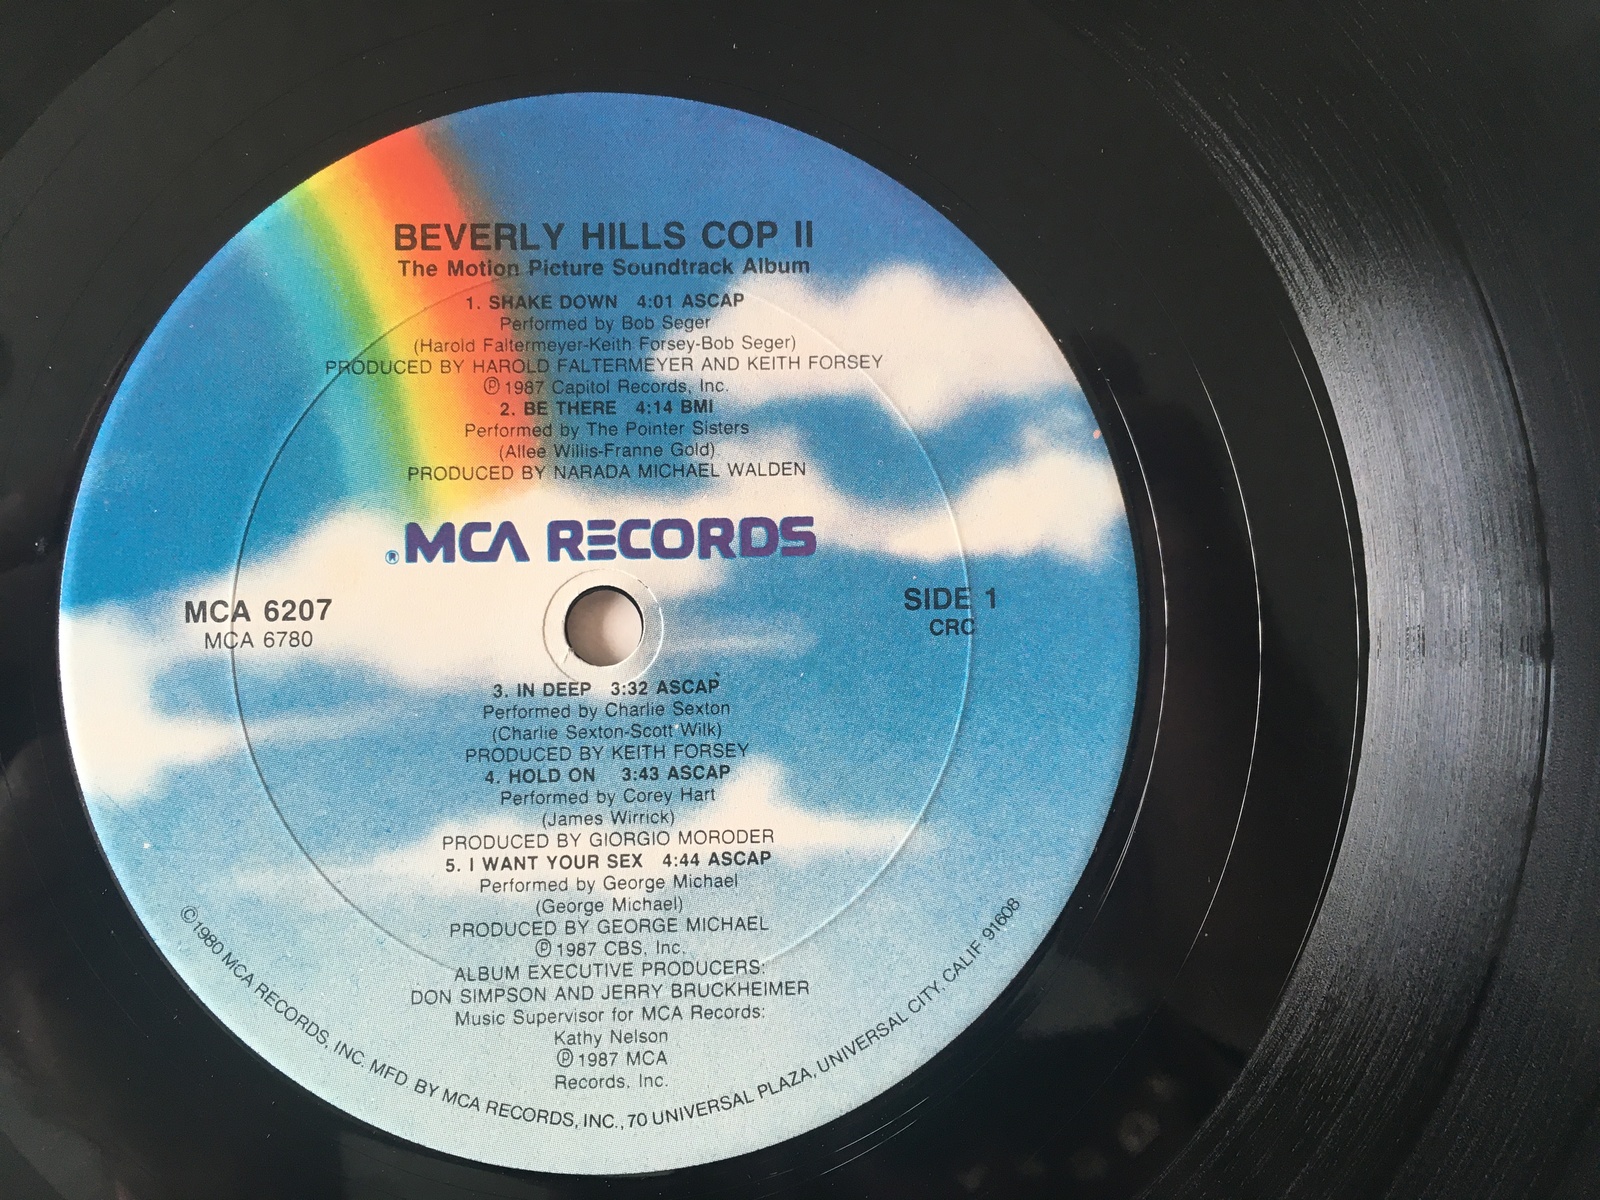 BEVERLY HILLS COP II
The Motion Picture Soundtrack Album
1. SHAKE DOWN 4:01 ASCAP
Performed by Bob Seger
(Harold Faltermeyer-Keith Forsey-Bob Seger)
PRODUCED BY HAROLD FALTERMEYER AND KEITH FORSEY
℗ 1987 Capitol Records, Inc.
2. BE THERE 4:14 BMI
Performed by The Pointer Sisters
(Allee Willis-Franne Gold)
PRODUCED BY NARADA MICHAEL WALDEN
®MCA RECORDS
MCA 6207
MCA 6780
SIDE 1
CRC
3. IN DEEP 3:32 ASCAP
Performed by Charlie Sexton
(Charlie Sexton-Scott Wilk)
PRODUCED BY KEITH FORSEY
4. HOLD ON 3:43 ASCAP
Performed by Corey Hart
(James Wirrick)
PRODUCED BY GIORGIO MORODER
5. I WANT YOUR SEX 4:44 ASCAP
Performed by George Michael
(George Michael)
PRODUCED BY GEORGE MICHAEL
℗ 1987 CBS, Inc.
ALBUM EXECUTIVE PRODUCERS:
DON SIMPSON AND JERRY BRUCKHEIMER
Music Supervisor for MCA Records:
Kathy Nelson
℗ 1987 MCA
Records, Inc.
©1980 MCA RECORDS, INC. MFD BY MCA RECORDS, INC., 70 UNIVERSAL PLAZA, UNIVERSAL CITY, CALIF 91608